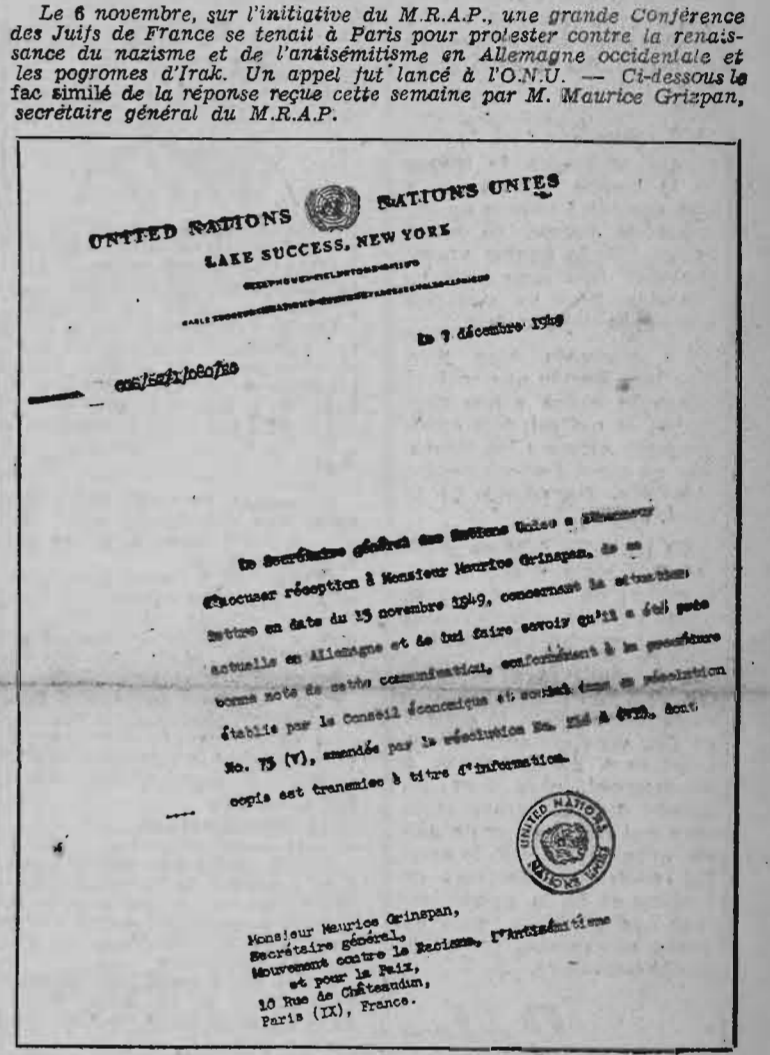 Le 6 novembre, sur l'initiative du M.R.A.P., une grande Conférence
des Juifs de France se tenait à Paris pour protester contre la renais-
sance du nazisme et de l'antisémitisme en Allemagne occidentale et
les pogromes d'Irak. Un appel fut lancé à l'O.N.U. — Ci-dessous le
fac similé de la réponse reçue cette semaine par M. Maurice Grizpan,
secrétaire général du M.R.A.P.
UNITED NATIONS NATIONS UNIES
LAKE SUCCESS, NEW YORK
Le 7 décembre 1949
Le Secrétaire général des Nations Unies a l'honneur
d'accuser réception à Monsieur Maurice Grinspan, de sa
lettre en date du 15 novembre 1949, concernant la situation
actuelle en Allemagne et de lui faire savoir qu'il a été pris
bonne note de cette communication, conformément à la procédure
établie par le Conseil économique et social dans sa résolution
No. 75 (V), amendée par la résolution No. A dont
copie est transmise à titre d'information.
UNITED NATIONS
Monsieur Maurice Grinspan,
Secrétaire général,
Mouvement contre le Racisme, l'Antisémitisme
et pour la Paix,
10 Rue de Châteaudun,
Paris (IX), France.